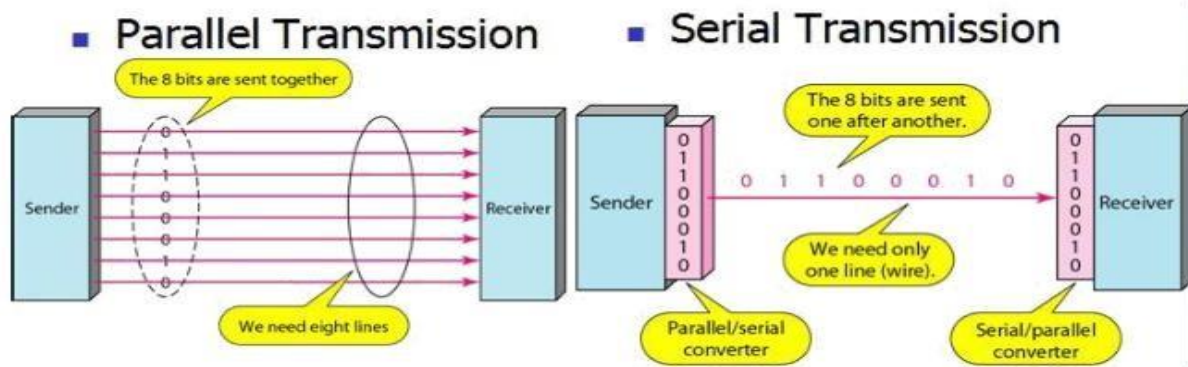 ▪ Parallel Transmission
The 8 bits are sent together
Sender
0
1
1
0
0
0
1
0
Receiver
We need eight lines
▪ Serial Transmission
The 8 bits are sent
one after another.
Sender
0
1
1
0
0
0
1
0
0 1 1 0 0 0 1 0
We need only
one line (wire).
0
1
1
0
0
0
1
0
Receiver
Parallel/serial
converter
Serial/parallel
converter